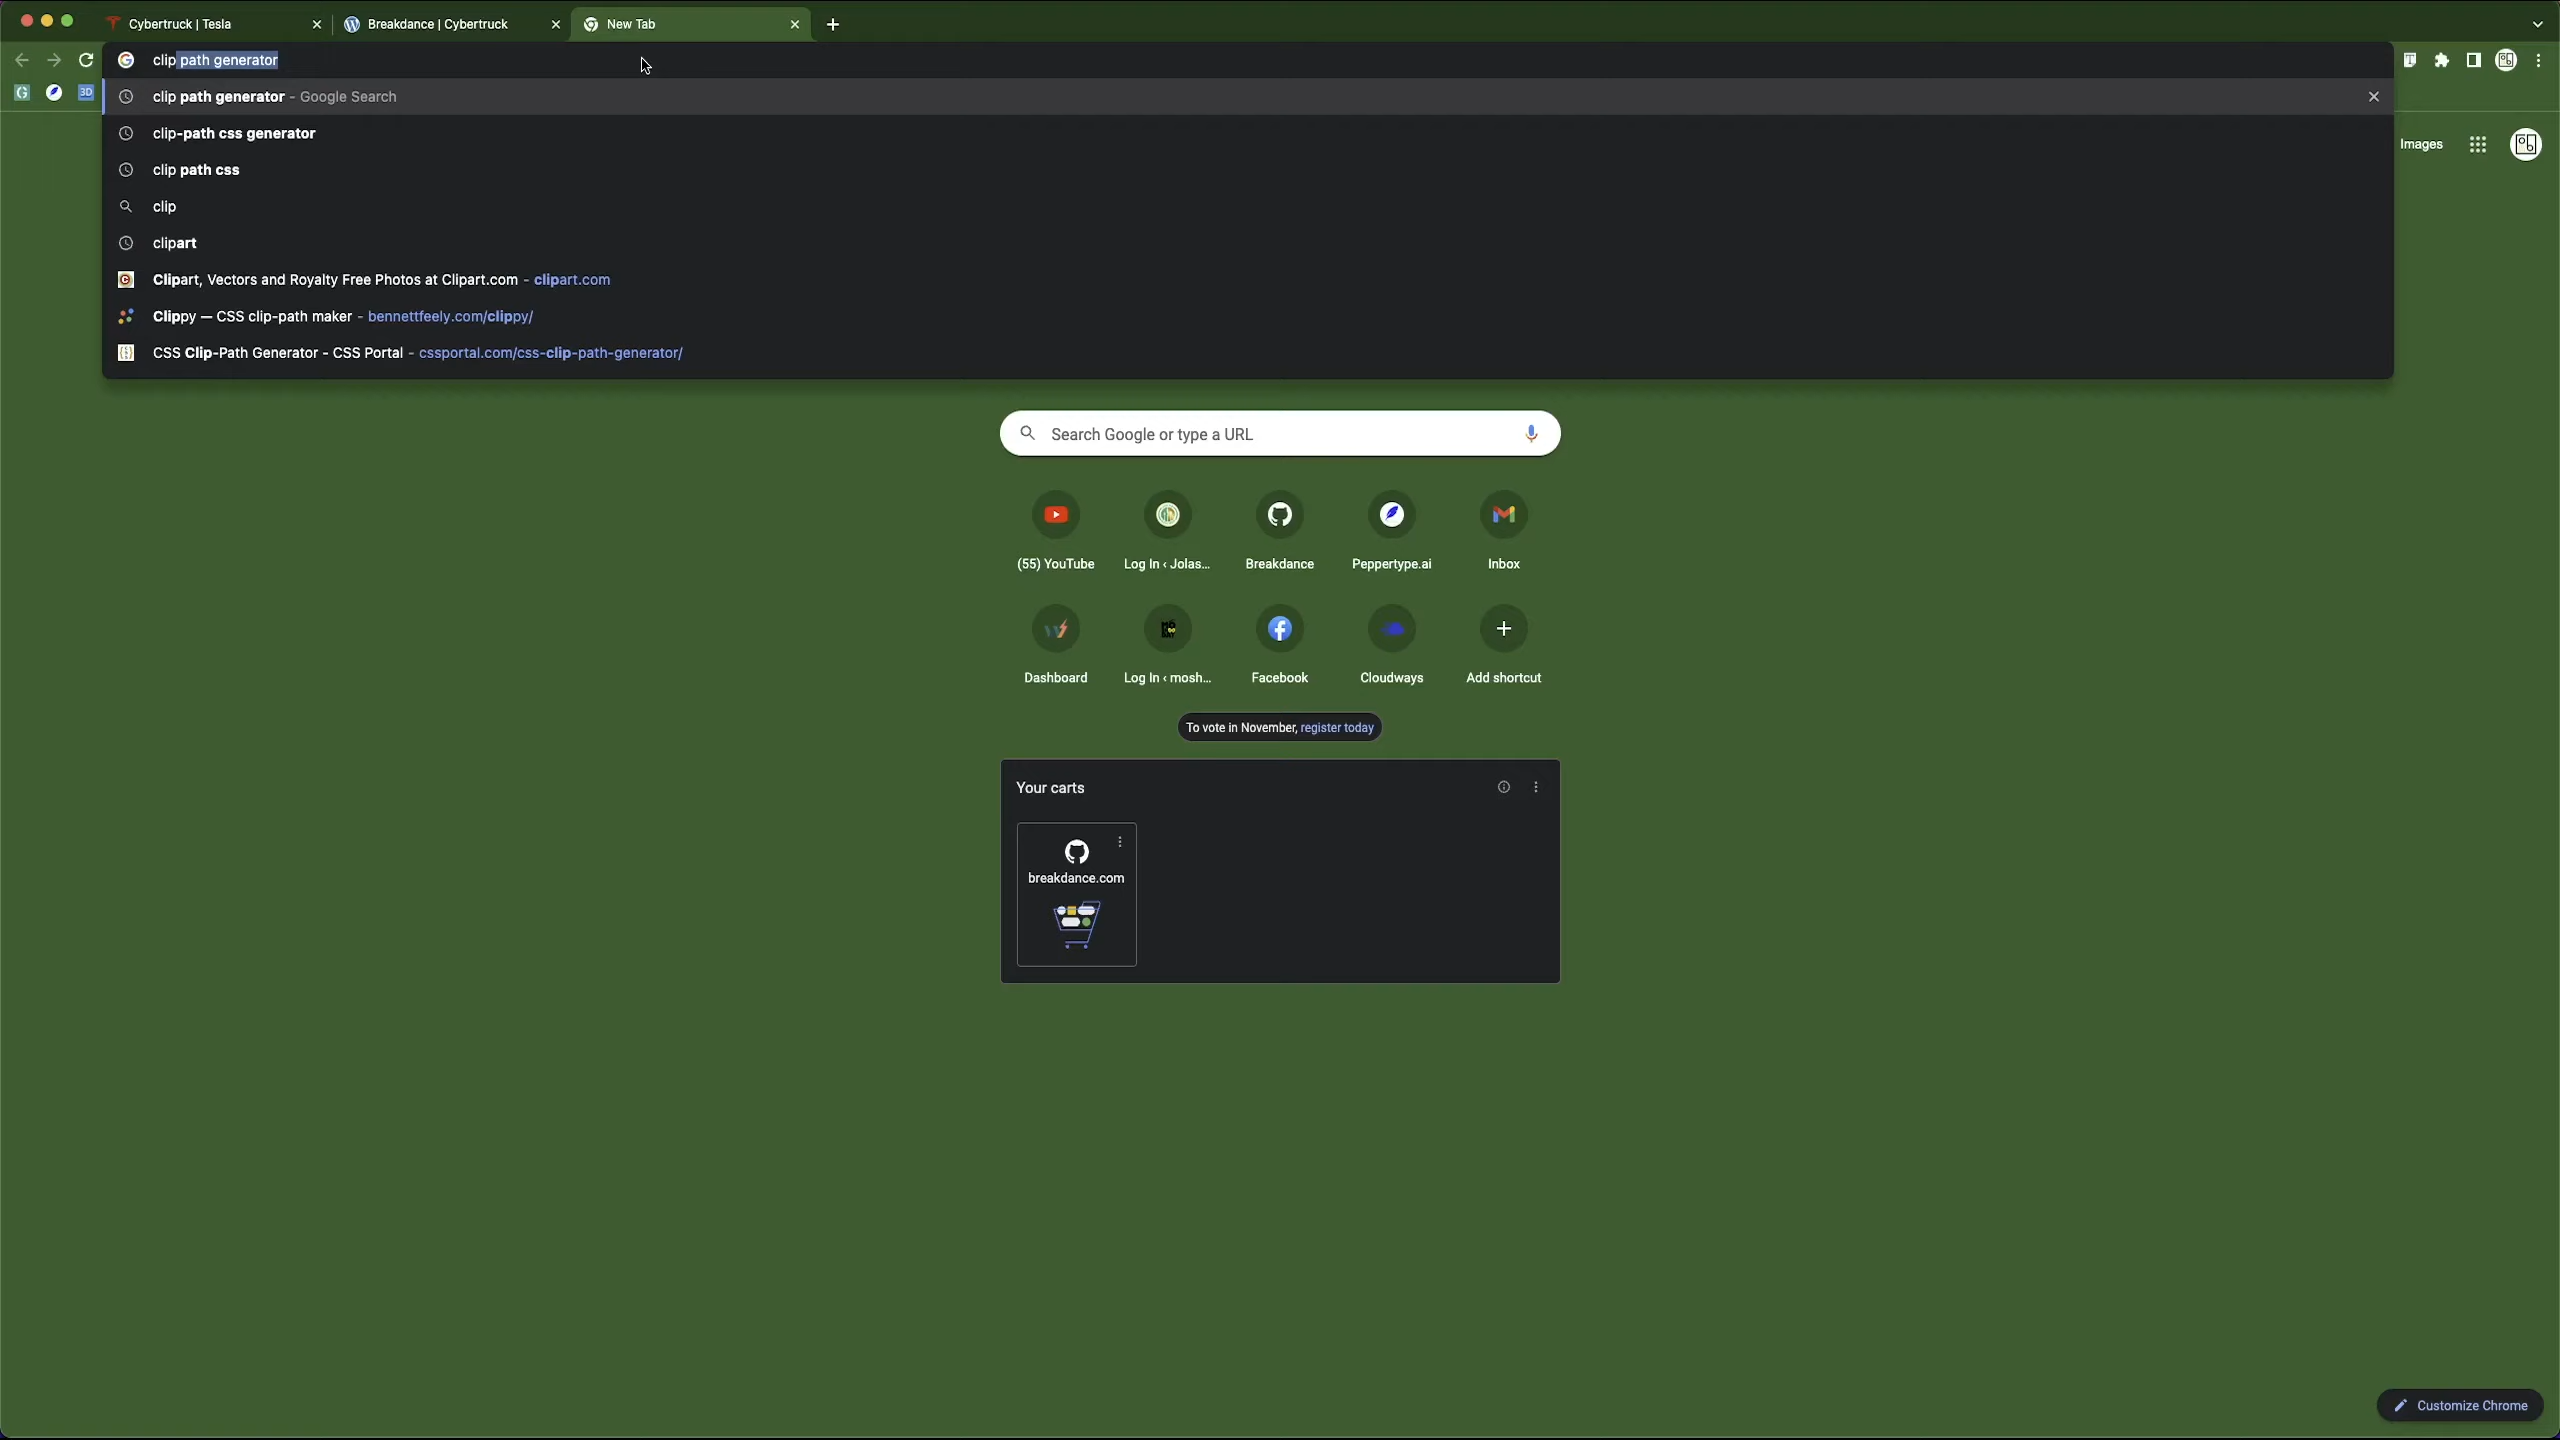 Cybertruck | Tesla
Breakdance | Cybertruck
New Tab
clip path generator
clip path generator - Google Search
clip-path css generator
clip path css
clip
clipart
Clipart, Vectors and Royalty Free Photos at Clipart.com - clipart.com
Clippy — CSS clip-path maker - bennettfeely.com/clippy/
CSS Clip-Path Generator - CSS Portal - cssportal.com/css-clip-path-generator/
G
3D
Images
Search Google or type a URL
(55) YouTube
Log In ‹ Jolas...
Breakdance
Peppertype.ai
Inbox
Dashboard
Log In ‹ mosh...
Facebook
Cloudways
Add shortcut
To vote in November, register today
Your carts
breakdance.com
Customize Chrome